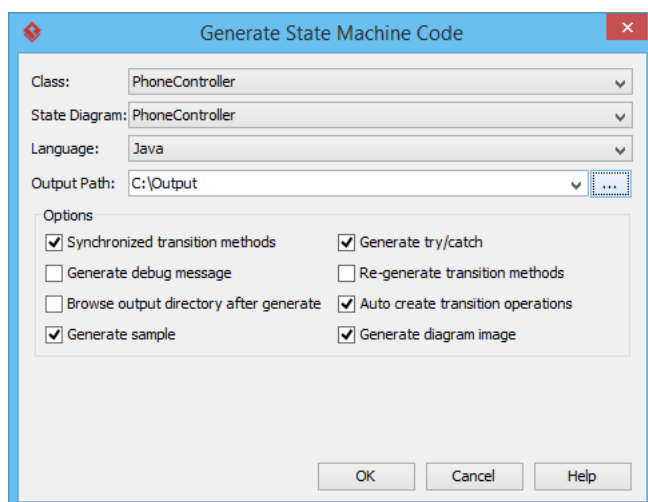 Generate State Machine Code
Class: PhoneController
State Diagram: PhoneController
Language: Java
Output Path: C:\Output ...
Options
Synchronized transition methods Generate try/catch
Generate debug message Re-generate transition methods
Browse output directory after generate Auto create transition operations
Generate sample Generate diagram image
OK Cancel Help